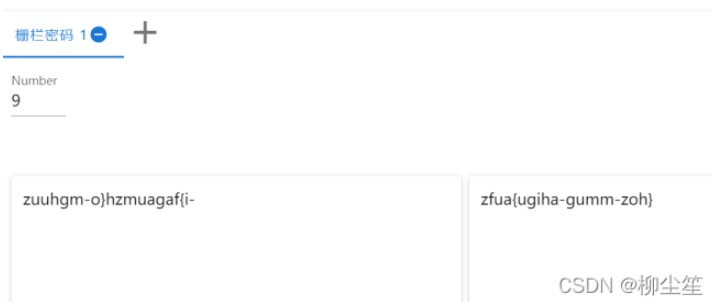 栅栏密码 1
Number
9
zuuhgm-o}hzmuagaf{i-
zfua{ugiha-gumm-zoh}
CSDN @柳尘笙